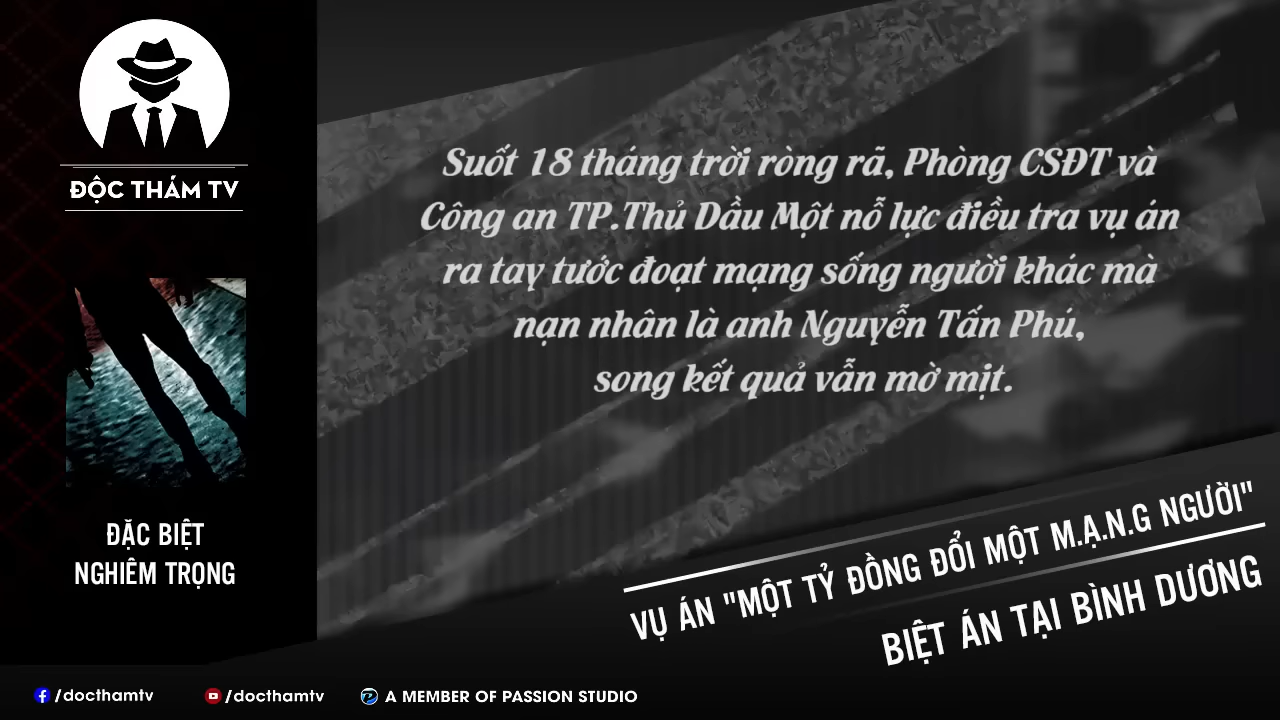 ĐỘC THÁM TV
ĐẶC BIỆT
NGHIÊM TRỌNG
Suốt 18 tháng trời ròng rã, Phòng CSĐT và
Công an TP.Thủ Dầu Một nỗ lực điều tra vụ án
ra tay tước đoạt mạng sống người khác mà
nạn nhân là anh Nguyễn Tấn Phú,
song kết quả vẫn mờ mịt.
VỤ ÁN "MỘT TỶ ĐỒNG ĐỔI MỘT M.Ạ.N.G NGƯỜI"
BIỆT ÁN TẠI BÌNH DƯƠNG
/docthamtv
/docthamtv
A MEMBER OF PASSION STUDIO